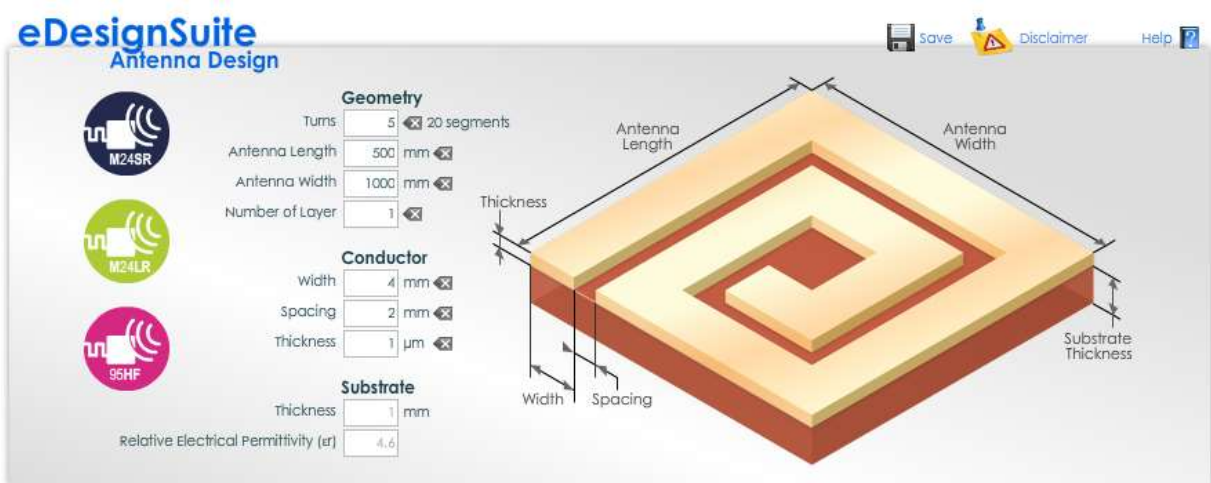 eDesignSuite
Antenna Design
Save
Disclaimer
Help
M24SR
M24LR
95HF
Geometry
Turns 5 20 segments
Antenna Length 500 mm
Antenna Width 1000 mm
Number of Layer 1
Conductor
Width 4 mm
Spacing 2 mm
Thickness 1 µm
Substrate
Thickness 1 mm
Relative Electrical Permittivity (εr) 4.6
Antenna
Length
Antenna
Width
Thickness
Width
Spacing
Substrate
Thickness